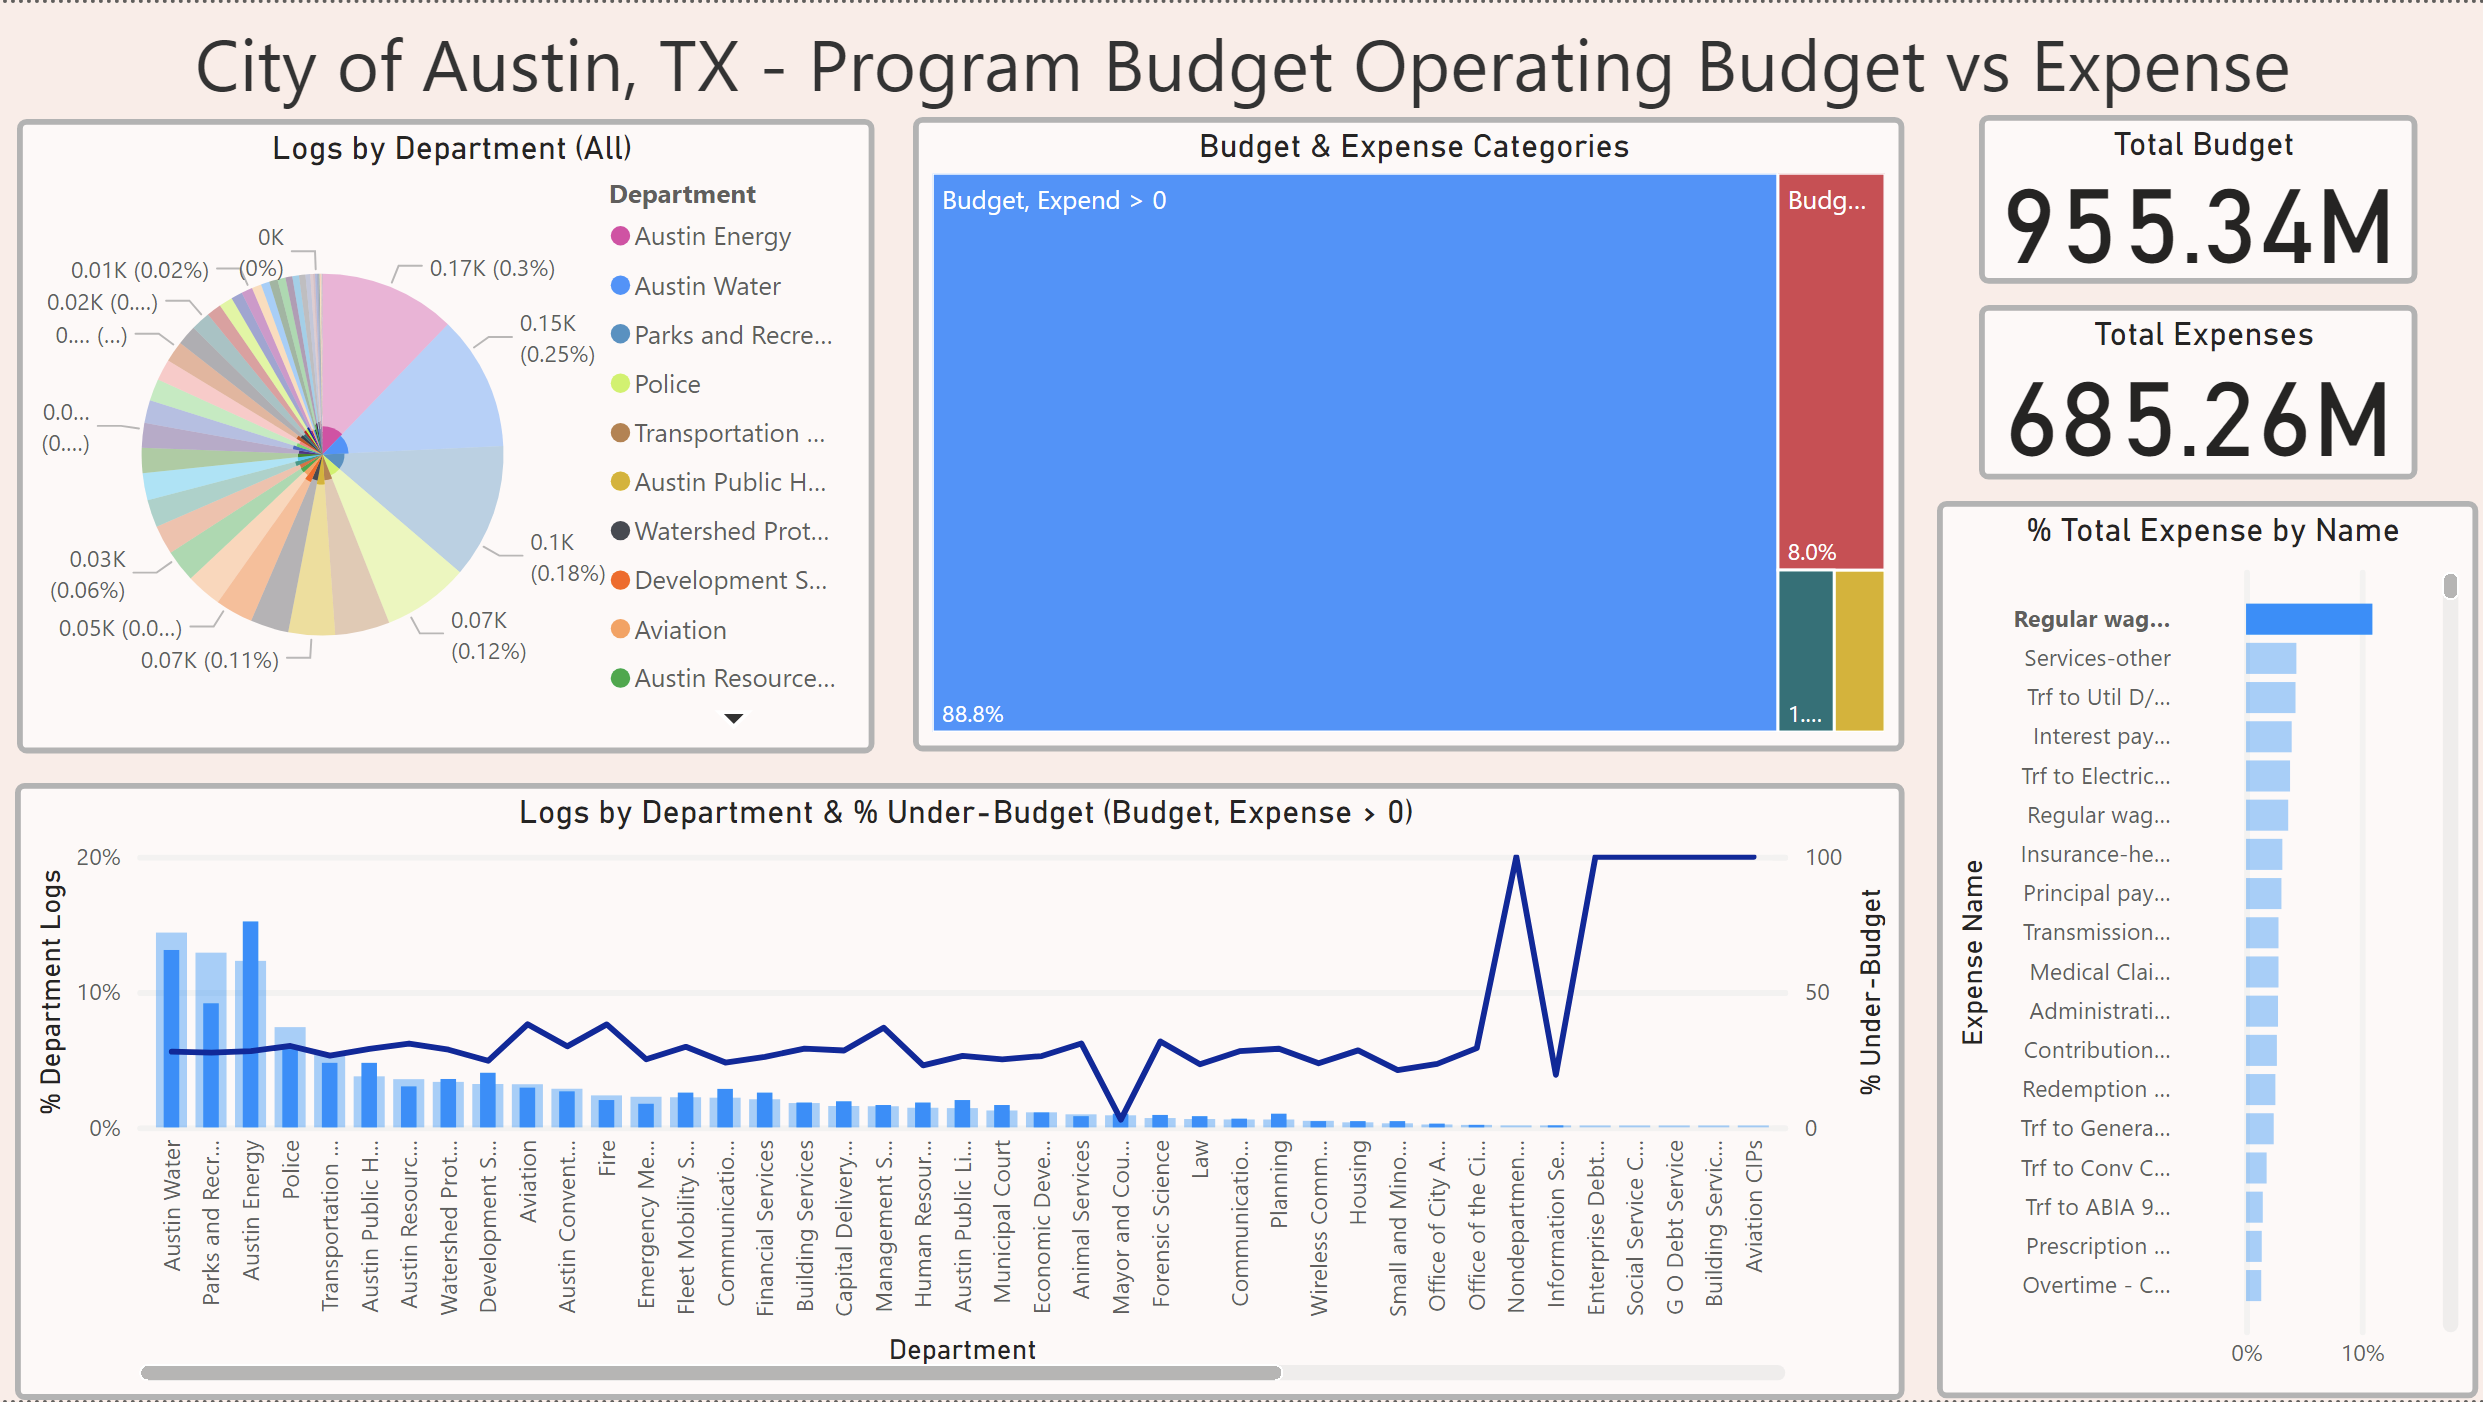 City of Austin, TX - Program Budget Operating Budget vs Expense
Logs by Department (All)
Department
Austin Energy
Austin Water
Parks and Recre...
Police
Transportation ...
Austin Public H...
Watershed Prot...
Development S...
Aviation
Austin Resource...
0K
(0%)
0.17K (0.3%)
0.15K
(0.25%)
0.1K
(0.18%)
0.07K
(0.12%)
0.07K (0.11%)
0.05K (0.0...)
0.03K
(0.06%)
0.0...
(0....)
0.... (...)
0.02K (0....)
0.01K (0.02%)
Budget & Expense Categories
Budget, Expend > 0
88.8%
Budg...
8.0%
1....
Total Budget
955.34M
Total Expenses
685.26M
% Total Expense by Name
Expense Name
Regular wag...
Services-other
Trf to Util D/...
Interest pay...
Trf to Electric...
Regular wag...
Insurance-he...
Principal pay...
Transmission...
Medical Clai...
Administrati...
Contribution...
Redemption ...
Trf to Genera...
Trf to Conv C...
Trf to ABIA 9...
Prescription ...
Overtime - C...
0%
10%
Logs by Department & % Under-Budget (Budget, Expense > 0)
% Department Logs
20%
10%
0%
% Under-Budget
100
50
0
Austin Water
Parks and Recr...
Austin Energy
Police
Transportation ...
Austin Public H...
Austin Resourc...
Watershed Prot...
Development S...
Aviation
Austin Convent...
Fire
Emergency Me...
Fleet Mobility S...
Communicatio...
Financial Services
Building Services
Capital Delivery...
Management S...
Human Resour...
Austin Public Li...
Municipal Court
Economic Deve...
Animal Services
Mayor and Cou...
Forensic Science
Law
Communicatio...
Planning
Wireless Comm...
Housing
Small and Mino...
Office of City A...
Office of the Ci...
Nondepartmen...
Information Se...
Enterprise Debt...
Social Service C...
G O Debt Service
Building Servic...
Aviation CIPs
Department